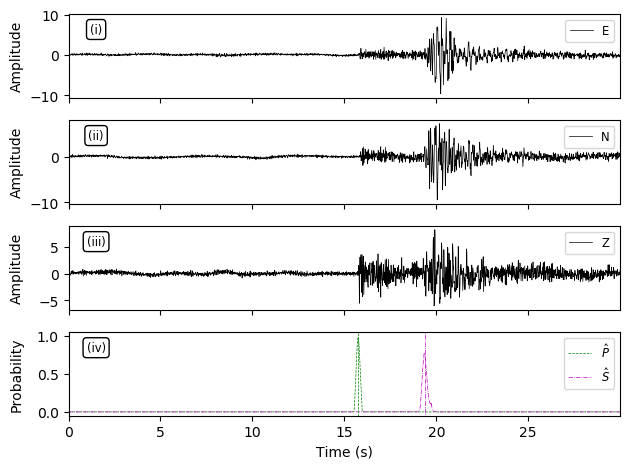 10
0
−10
Amplitude
(i)
E
0
−10
Amplitude
(ii)
N
5
0
−5
Amplitude
(iii)
Z
1.0
0.5
0.0
Probability
(iv)
P̂
Ŝ
0 5 10 15 20 25
Time (s)